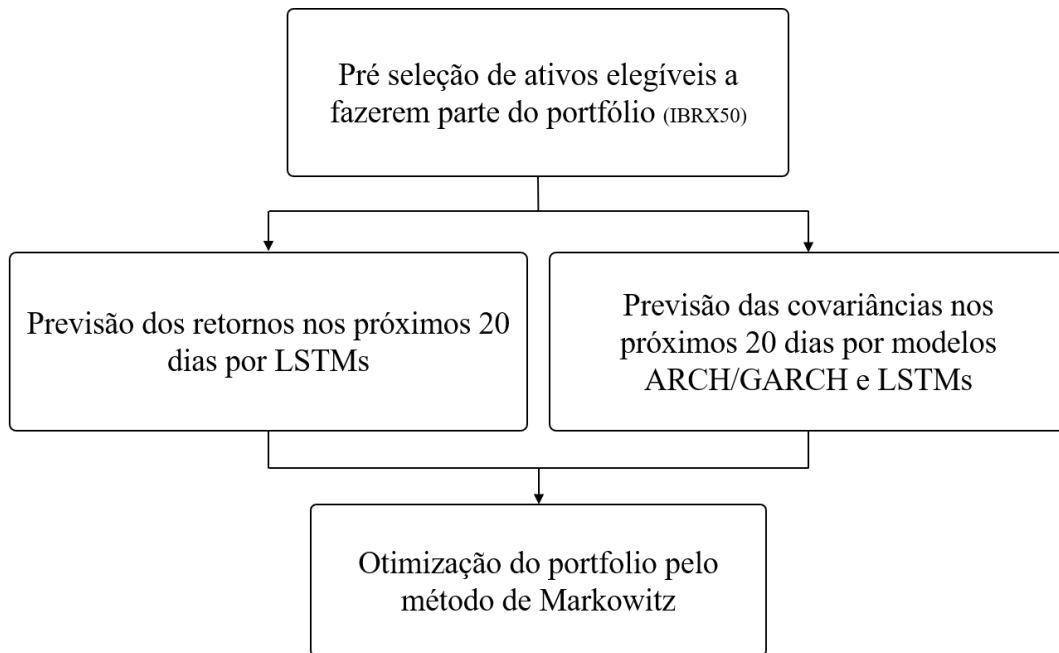 Pré seleção de ativos elegíveis a
fazerem parte do portfólio (IBRX50)
Previsão dos retornos nos próximos 20
dias por LSTMs
Previsão das covariâncias nos
próximos 20 dias por modelos
ARCH/GARCH e LSTMs
Otimização do portfolio pelo
método de Markowitz